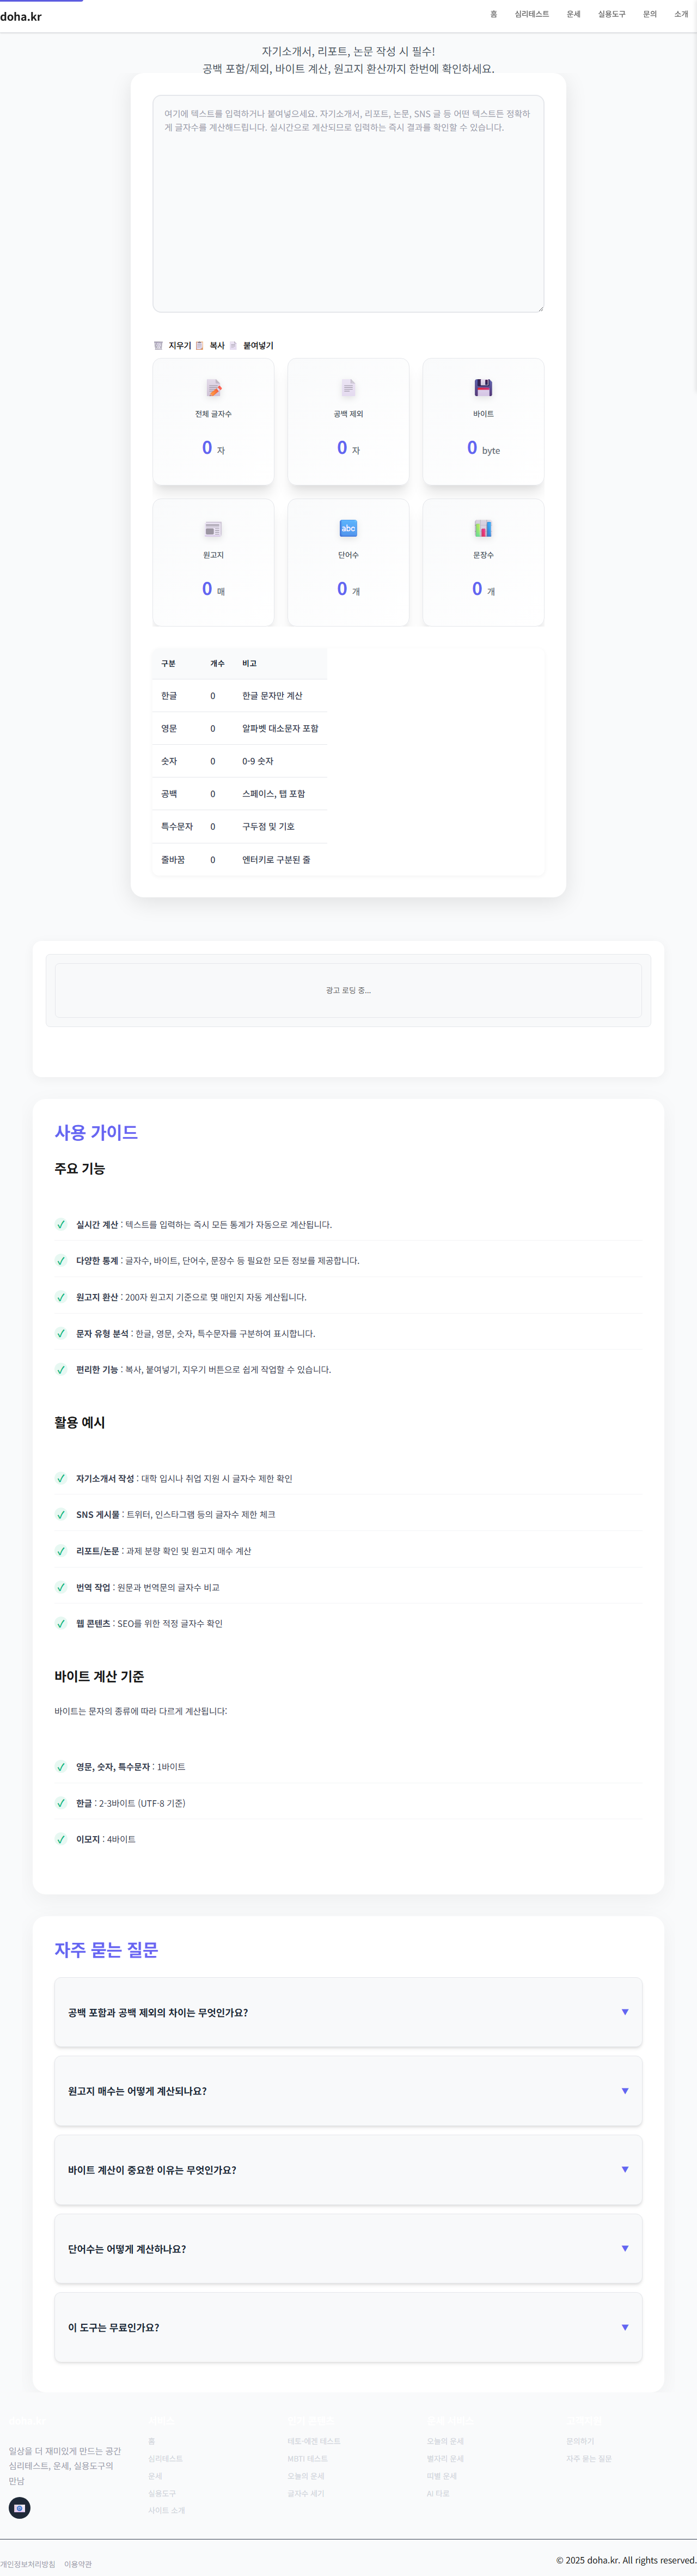 doha.kr
홈 심리테스트 운세 실용도구 문의 소개
자기소개서, 리포트, 논문 작성 시 필수!
공백 포함/제외, 바이트 계산, 원고지 환산까지 한번에 확인하세요.
여기에 텍스트를 입력하거나 붙여넣으세요. 자기소개서, 리포트, 논문, SNS 글 등 어떤 텍스트든 정확하
게 글자수를 계산해드립니다. 실시간으로 계산되므로 입력하는 즉시 결과를 확인할 수 있습니다.
지우기 복사 붙여넣기
전체 글자수 공백 제외 바이트
0 자 0 자 0 byte
abc
원고지 단어수 문장수
0 매 0 개 0 개
구분 개수 비고
한글 0 한글 문자만 계산
영문 0 알파벳 대소문자 포함
숫자 0 0-9 숫자
공백 0 스페이스, 탭 포함
특수문자 0 구두점 및 기호
줄바꿈 0 엔터키로 구분된 줄
광고 로딩 중...
사용 가이드
주요 기능
✓ 실시간 계산 : 텍스트를 입력하는 즉시 모든 통계가 자동으로 계산됩니다.
✓ 다양한 통계 : 글자수, 바이트, 단어수, 문장수 등 필요한 모든 정보를 제공합니다.
✓ 원고지 환산 : 200자 원고지 기준으로 몇 매인지 자동 계산됩니다.
✓ 문자 유형 분석 : 한글, 영문, 숫자, 특수문자를 구분하여 표시합니다.
✓ 편리한 기능 : 복사, 붙여넣기, 지우기 버튼으로 쉽게 작업할 수 있습니다.
활용 예시
✓ 자기소개서 작성 : 대학 입시나 취업 지원 시 글자수 제한 확인
✓ SNS 게시물 : 트위터, 인스타그램 등의 글자수 제한 체크
✓ 리포트/논문 : 과제 분량 확인 및 원고지 매수 계산
✓ 번역 작업 : 원문과 번역문의 글자수 비교
✓ 웹 콘텐츠 : SEO를 위한 적정 글자수 확인
바이트 계산 기준
바이트는 문자의 종류에 따라 다르게 계산됩니다:
✓ 영문, 숫자, 특수문자 : 1바이트
✓ 한글 : 2-3바이트 (UTF-8 기준)
✓ 이모지 : 4바이트
자주 묻는 질문
공백 포함과 공백 제외의 차이는 무엇인가요? ▼
원고지 매수는 어떻게 계산되나요? ▼
바이트 계산이 중요한 이유는 무엇인가요? ▼
단어수는 어떻게 계산하나요? ▼
이 도구는 무료인가요? ▼
일상을 더 재미있게 만드는 공간
심리테스트, 운세, 실용도구의
만남
홈
심리테스트
운세
실용도구
사이트 소개
테토-에겐 테스트
MBTI 테스트
오늘의 운세
글자수 세기
오늘의 운세
별자리 운세
띠별 운세
AI 타로
문의하기
자주 묻는 질문
개인정보처리방침 이용약관
© 2025 doha.kr. All rights reserved.